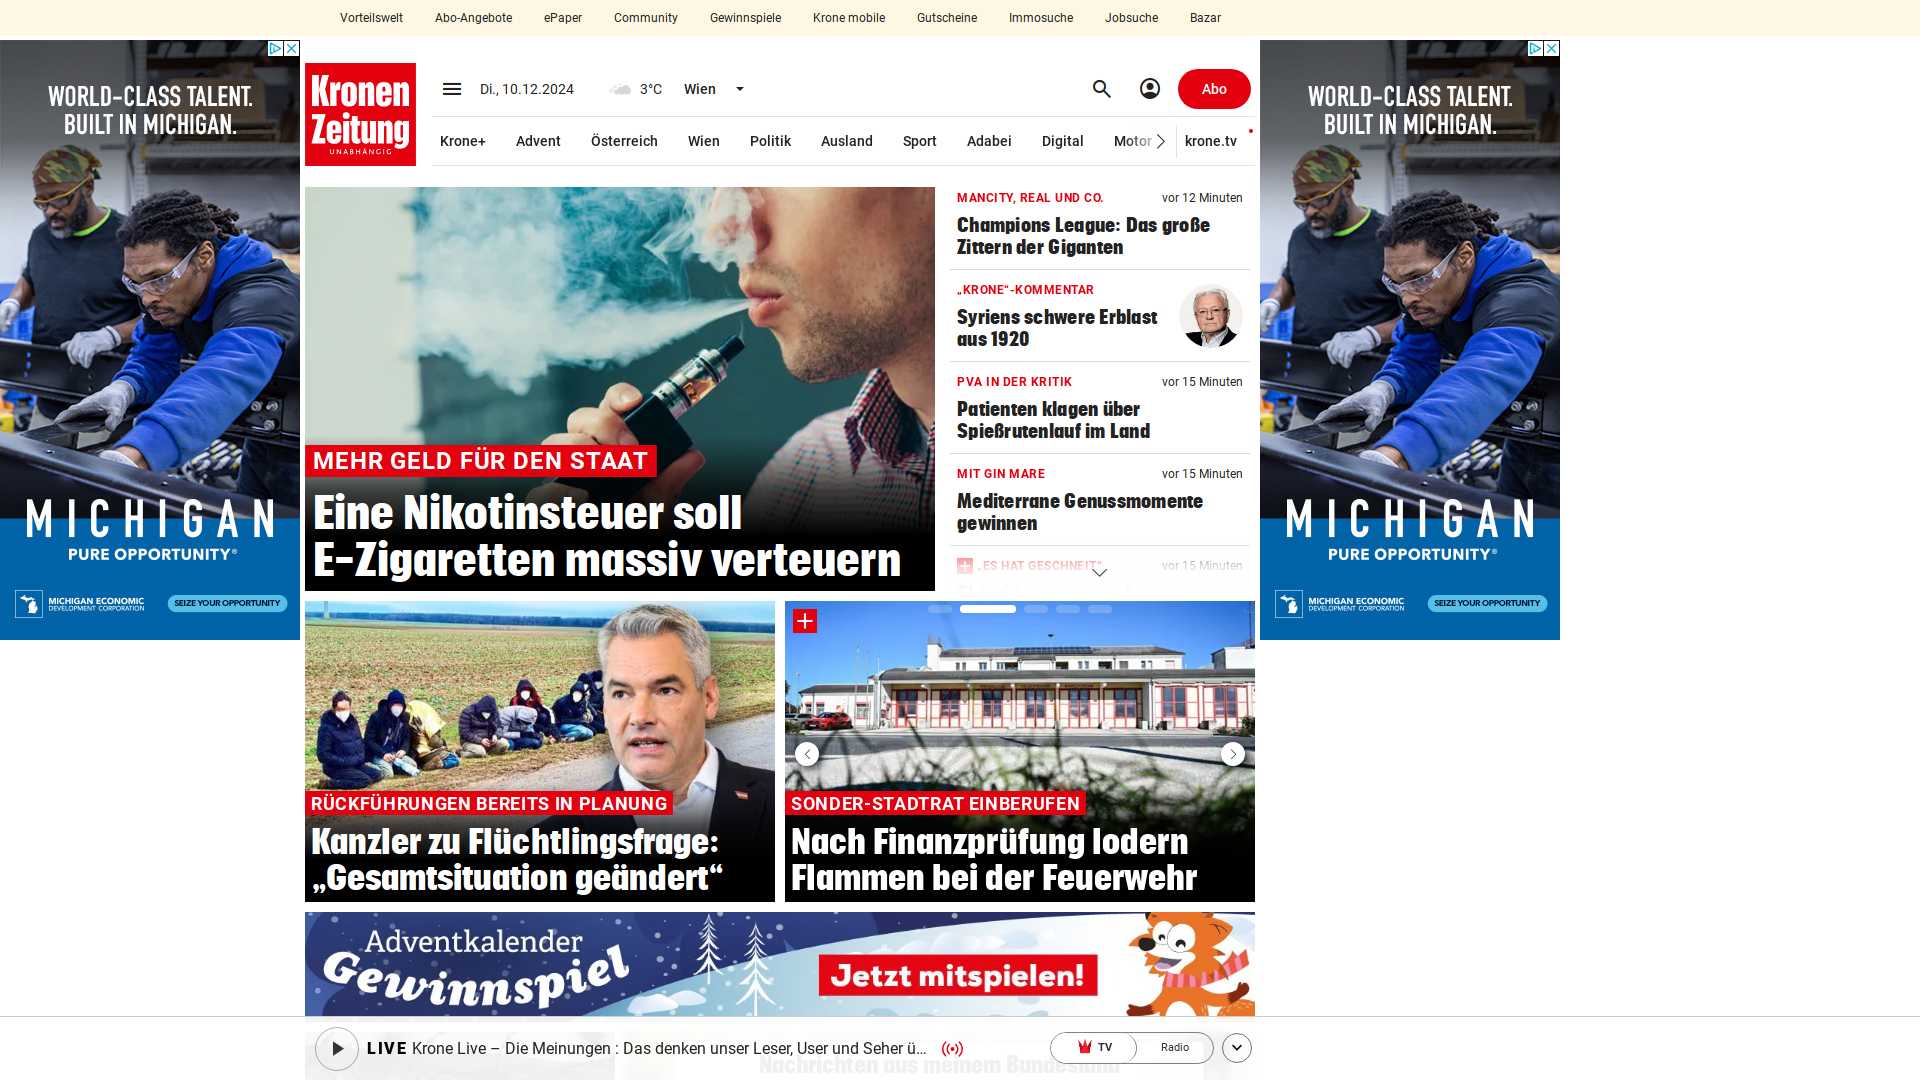 Vorteilswelt
Abo-Angebote
ePaper
Community
Gewinnspiele
Krone mobile
Gutscheine
Immosuche
Jobsuche
Bazar
WORLD-CLASS TALENT.
BUILT IN MICHIGAN.
MICHIGAN
PURE OPPORTUNITY®
MICHIGAN ECONOMIC
DEVELOPMENT CORPORATION
SEIZE YOUR OPPORTUNITY
Kronen
Zeitung
UNABHÄNGIG
Di., 10.12.2024
3°C
Wien
Abo
Krone+
Advent
Österreich
Wien
Politik
Ausland
Sport
Adabei
Digital
Motor
krone.tv
MEHR GELD FÜR DEN STAAT
Eine Nikotinsteuer soll
E-Zigaretten massiv verteuern
MANCITY, REAL UND CO.
vor 12 Minuten
Champions League: Das große
Zittern der Giganten
„KRONE“-KOMMENTAR
Syriens schwere Erblast
aus 1920
PVA IN DER KRITIK
vor 15 Minuten
Patienten klagen über
Spießrutenlauf im Land
MIT GIN MARE
vor 15 Minuten
Mediterrane Genussmomente
gewinnen
„ES HAT GESCHNEIT“
vor 15 Minuten
RÜCKFÜHRUNGEN BEREITS IN PLANUNG
Kanzler zu Flüchtlingsfrage:
„Gesamtsituation geändert“
SONDER-STADTRAT EINBERUFEN
Nach Finanzprüfung lodern
Flammen bei der Feuerwehr
Adventkalender
Gewinnspiel
Jetzt mitspielen!
LIVE Krone Live – Die Meinungen : Das denken unser Leser, User und Seher ü...
TV
Radio
Nachrichten aus meinem Bundesland
WORLD-CLASS TALENT.
BUILT IN MICHIGAN.
MICHIGAN
PURE OPPORTUNITY®
MICHIGAN ECONOMIC
DEVELOPMENT CORPORATION
SEIZE YOUR OPPORTUNITY